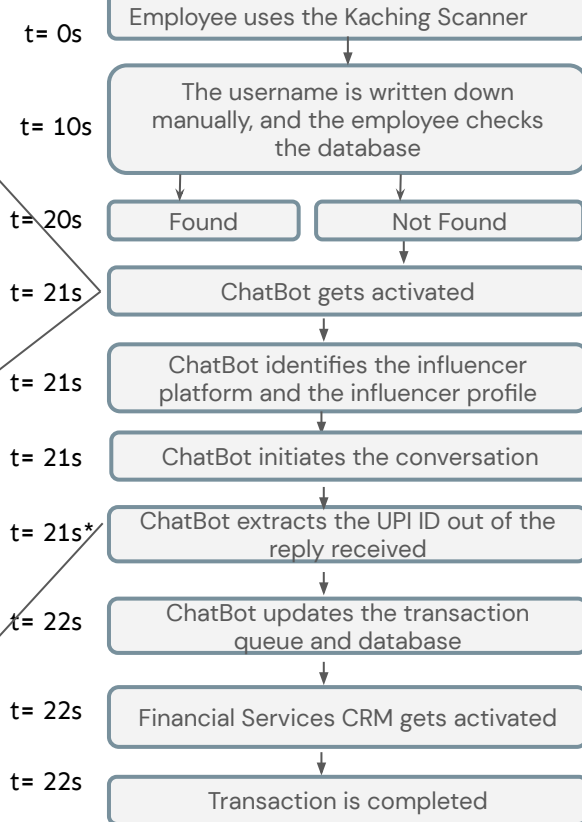 t= 0s
Employee uses the Kaching Scanner
t= 10s
The username is written down
manually, and the employee checks
the database
t= 20s
Found
Not Found
t= 21s
ChatBot gets activated
t= 21s
ChatBot identifies the influencer
platform and the influencer profile
t= 21s
ChatBot initiates the conversation
t= 21s*
ChatBot extracts the UPI ID out of the
reply received
t= 22s
ChatBot updates the transaction
queue and database
t= 22s
Financial Services CRM gets activated
t= 22s
Transaction is completed